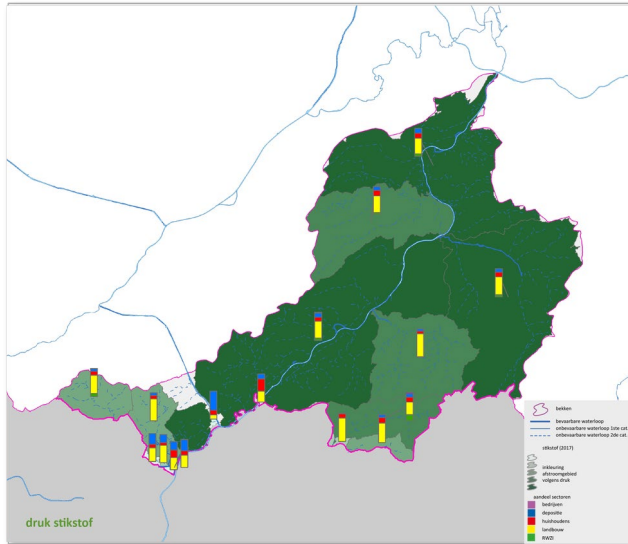 bekken
bevaarbare waterloop
onbevaarbare waterloop 1ste cat
onbevaarbare waterloop 2de cat
stikstof (2017)
inkleuring
afstroomgebied
volgens druk
aandeel sectoren
bedrijven
depositie
huishoudens
landbouw
RWZI
druk stikstof